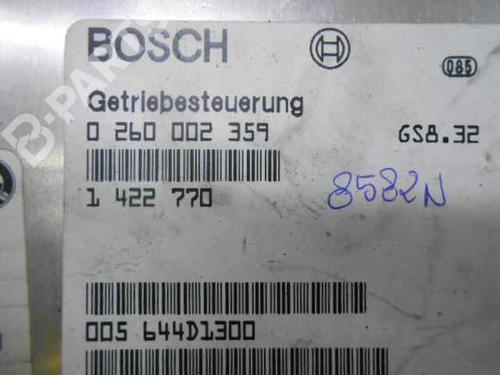 BOSCH
085
Getriebesteuerung
0 260 002 359
GS8.32
1 422 770
8582N
005 644D1300
B-PARTS